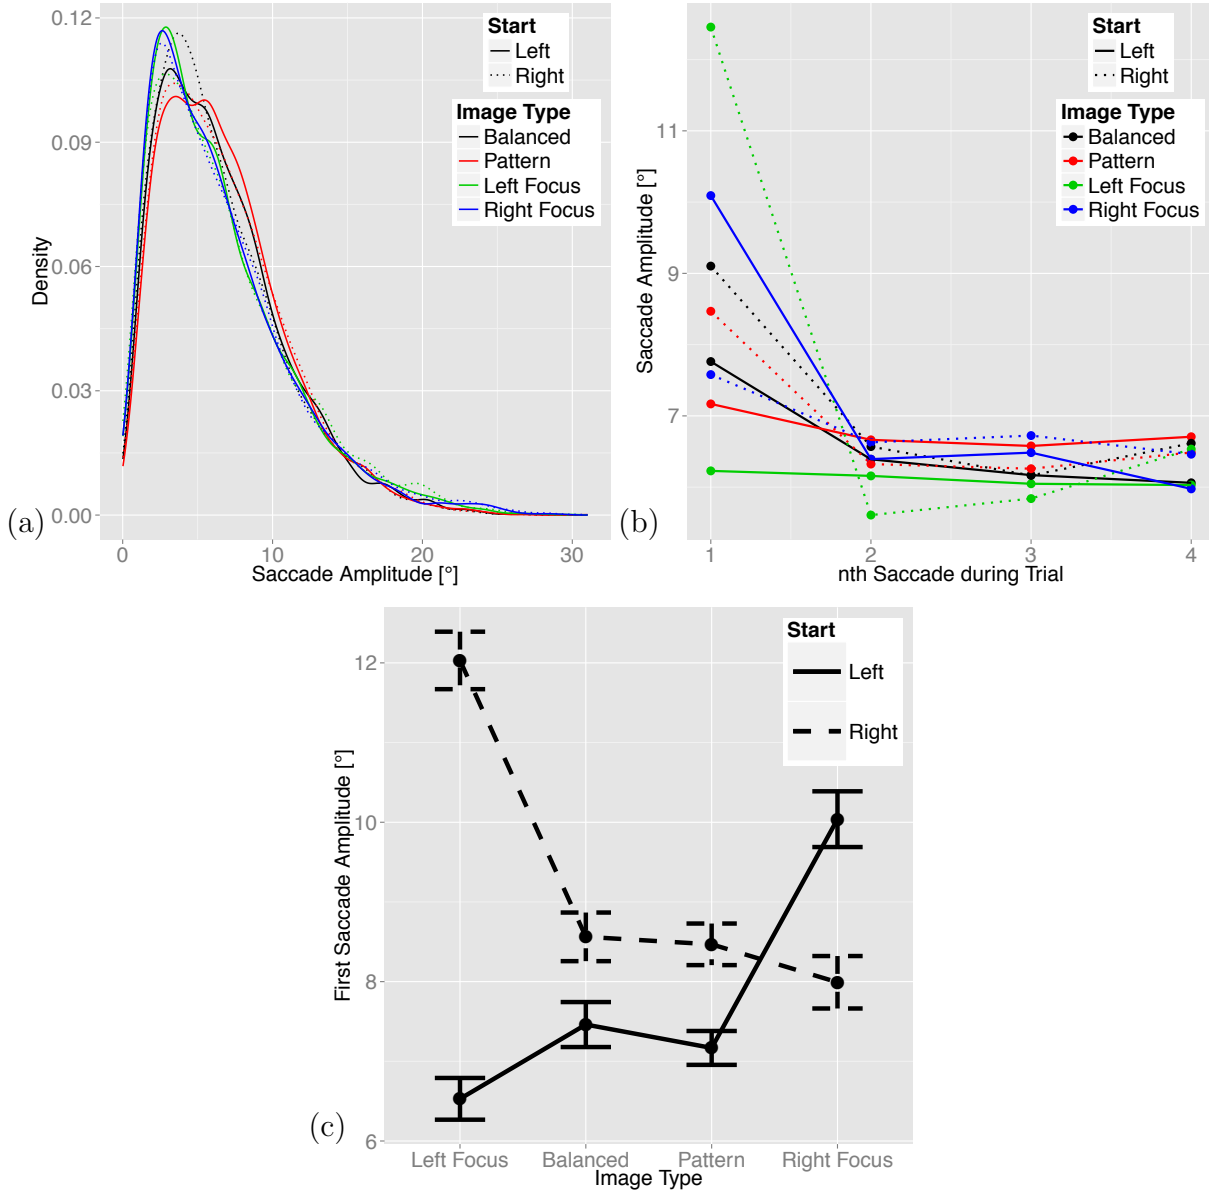 0.12
0.09
0.06
0.03
0.00
Density
0
10
20
30
Saccade Amplitude [°]
Start
Left
Right
Image Type
Balanced
Pattern
Left Focus
Right Focus
(a)
11
9
7
Saccade Amplitude [°]
1
2
3
4
nth Saccade during Trial
Start
Left
Right
Image Type
Balanced
Pattern
Left Focus
Right Focus
(b)
12
10
8
6
First Saccade Amplitude [°]
Left Focus
Balanced
Pattern
Right Focus
Image Type
Start
Left
Right
(c)